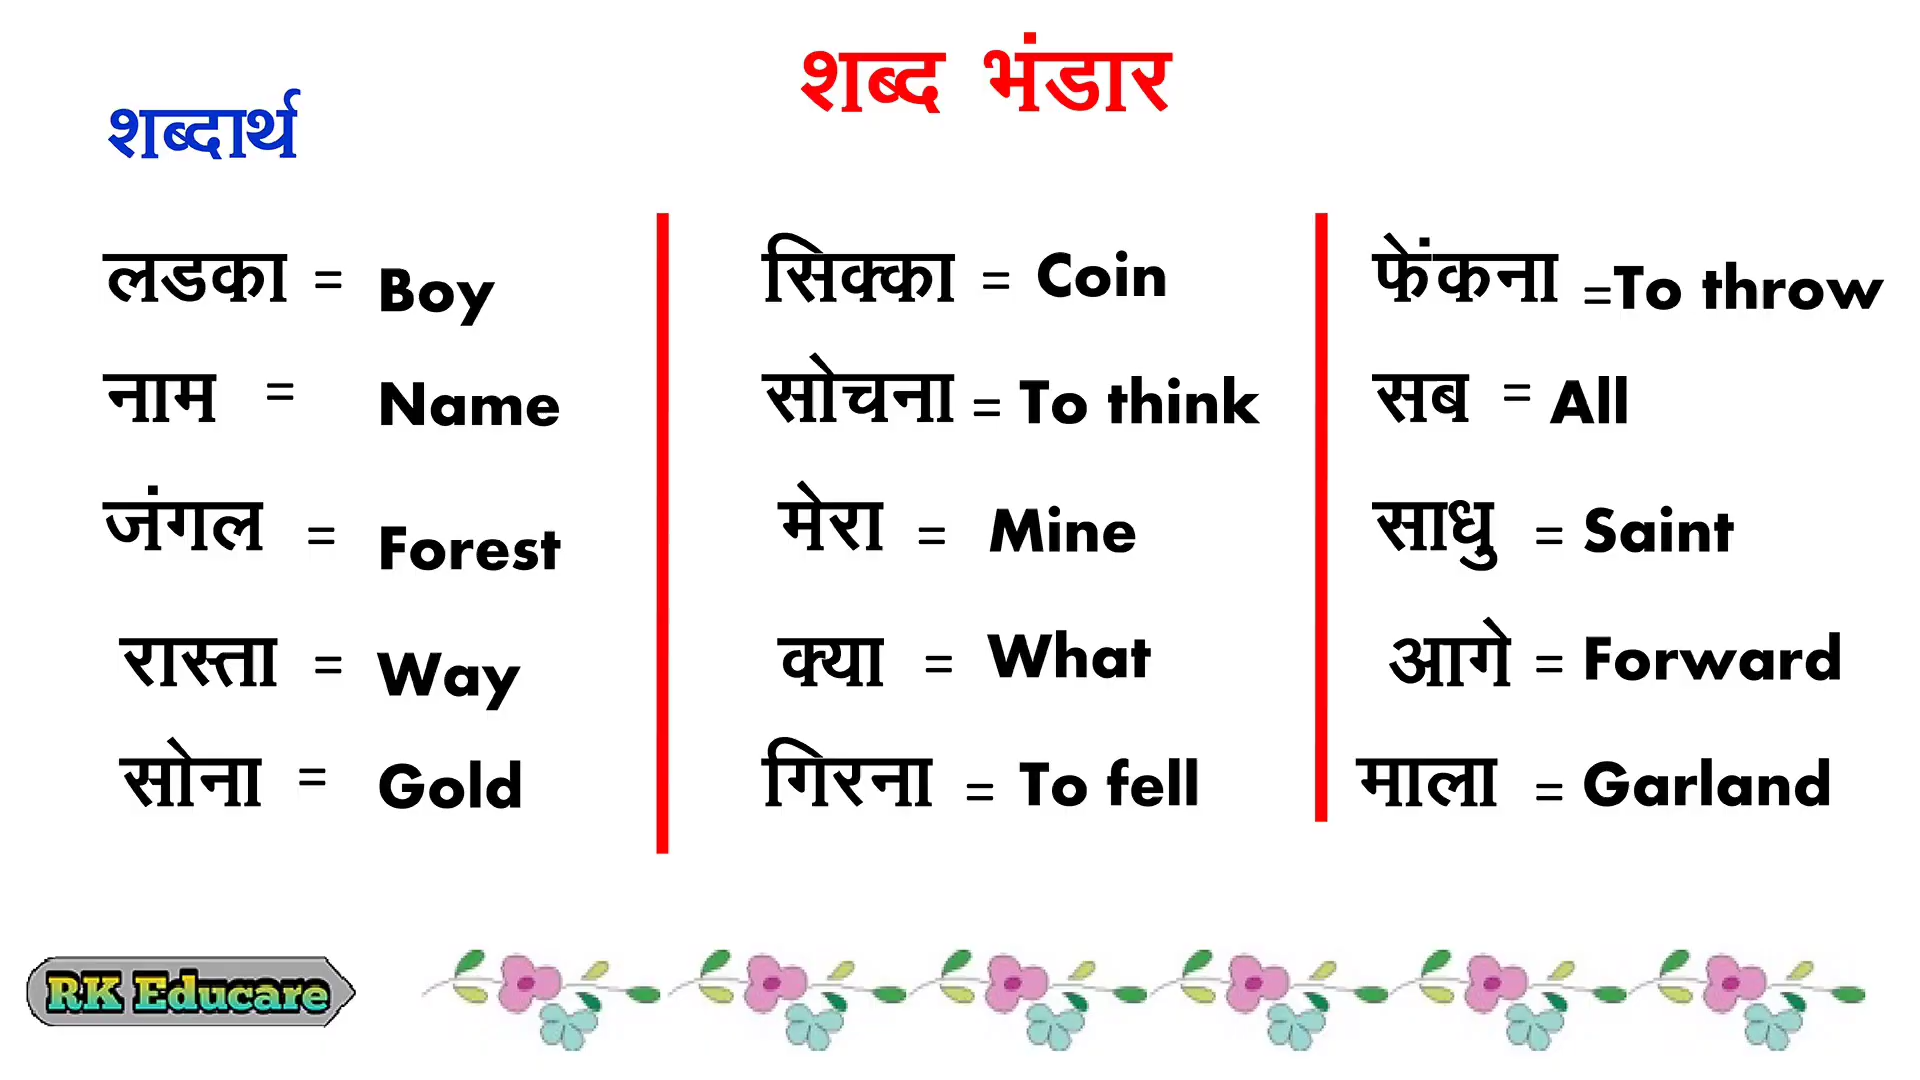 शब्द भंडार
शब्दार्थ
लडका = Boy
नाम = Name
जंगल = Forest
रास्ता = Way
सोना = Gold
सिक्का = Coin
सोचना = To think
मेरा = Mine
क्या = What
गिरना = To fell
फेंकना =To throw
सब = All
साधु = Saint
आगे = Forward
माला = Garland
RK Educare